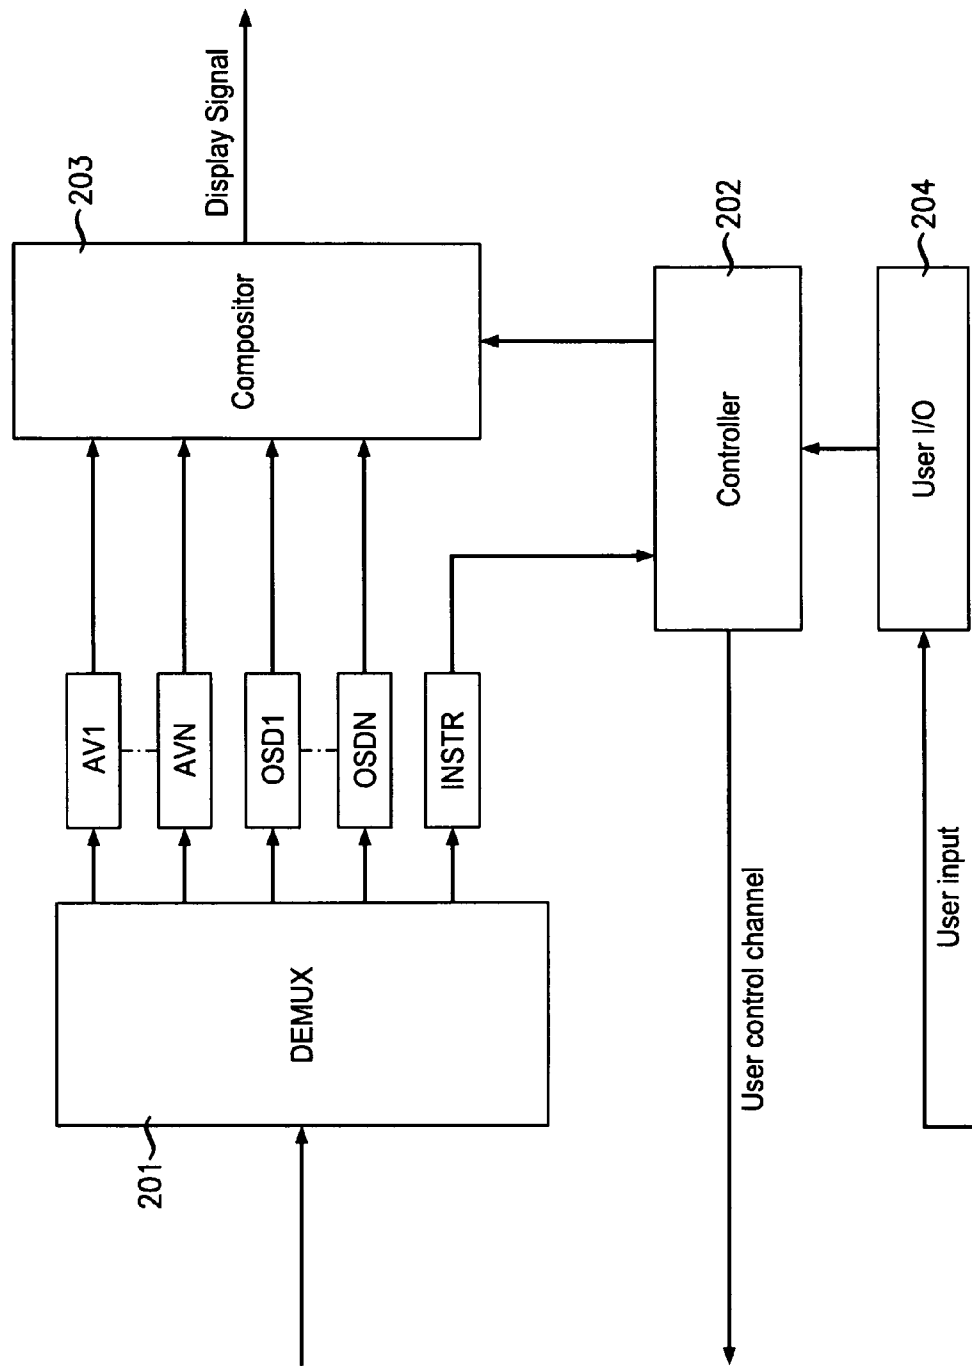 Display Signal
203
Compositor
202
Controller
204
User I/O
AV1
AVN
OSD1
OSDN
INSTR
DEMUX
201
User control channel
User input